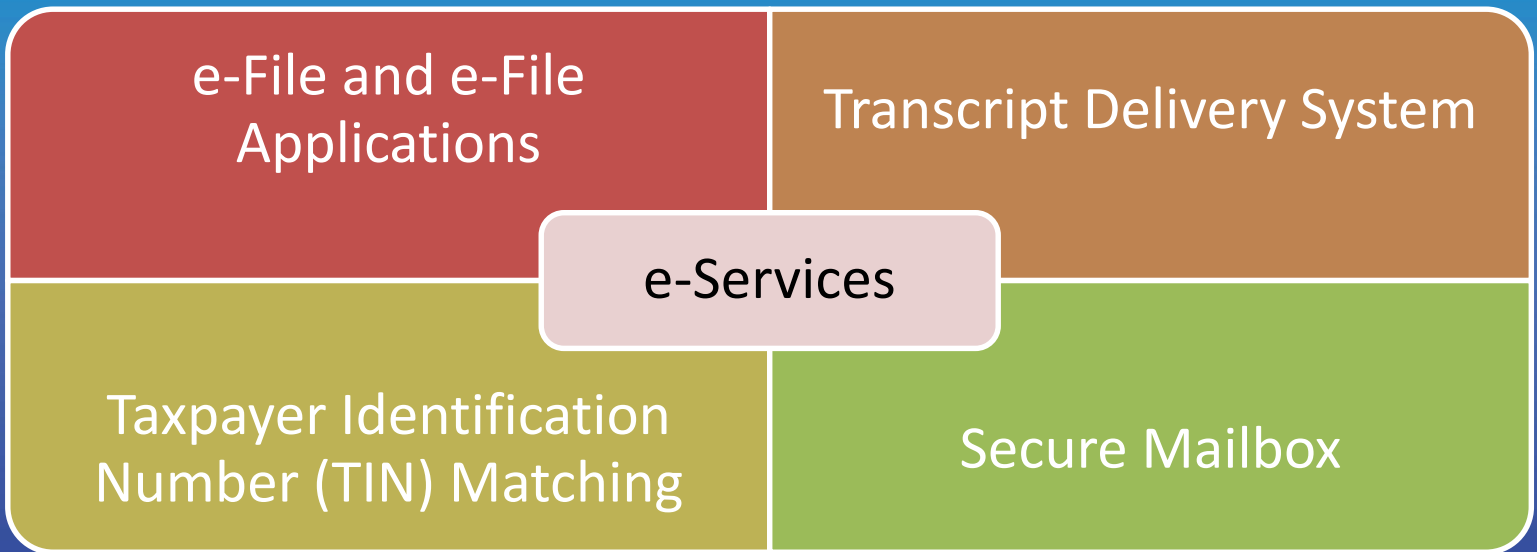 e-File and e-File
Applications
Transcript Delivery System
e-Services
Taxpayer Identification
Number (TIN) Matching
Secure Mailbox